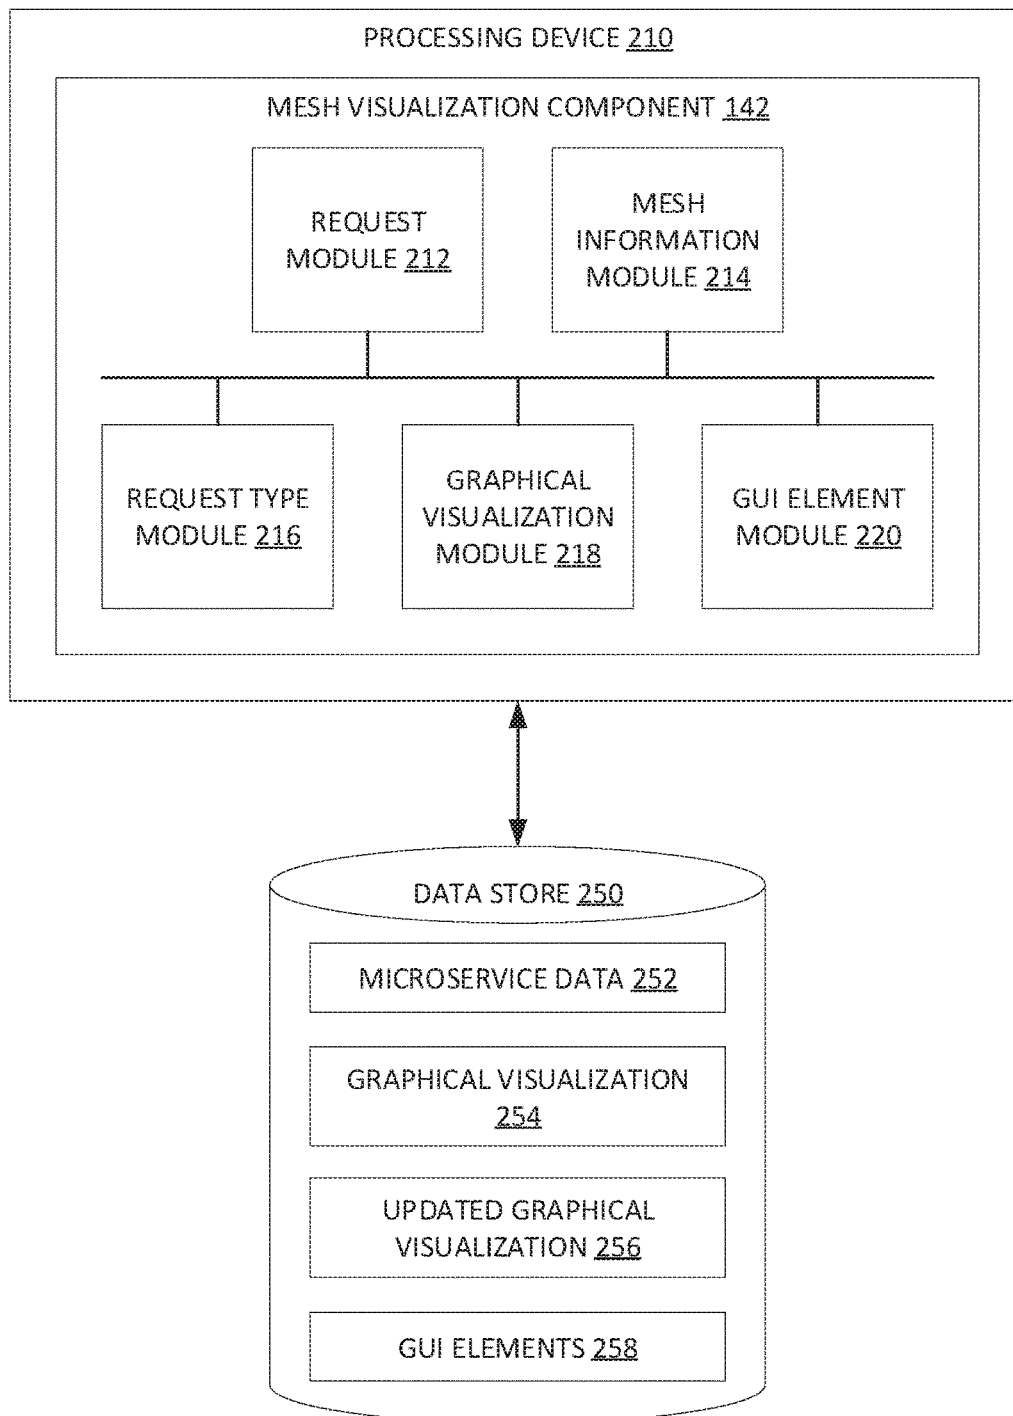 PROCESSING DEVICE 210
MESH VISUALIZATION COMPONENT 142
REQUEST
MODULE 212
MESH
INFORMATION
MODULE 214
REQUEST TYPE
MODULE 216
GRAPHICAL
VISUALIZATION
MODULE 218
GUI ELEMENT
MODULE 220
DATA STORE 250
MICROSERVICE DATA 252
GRAPHICAL VISUALIZATION
254
UPDATED GRAPHICAL
VISUALIZATION 256
GUI ELEMENTS 258